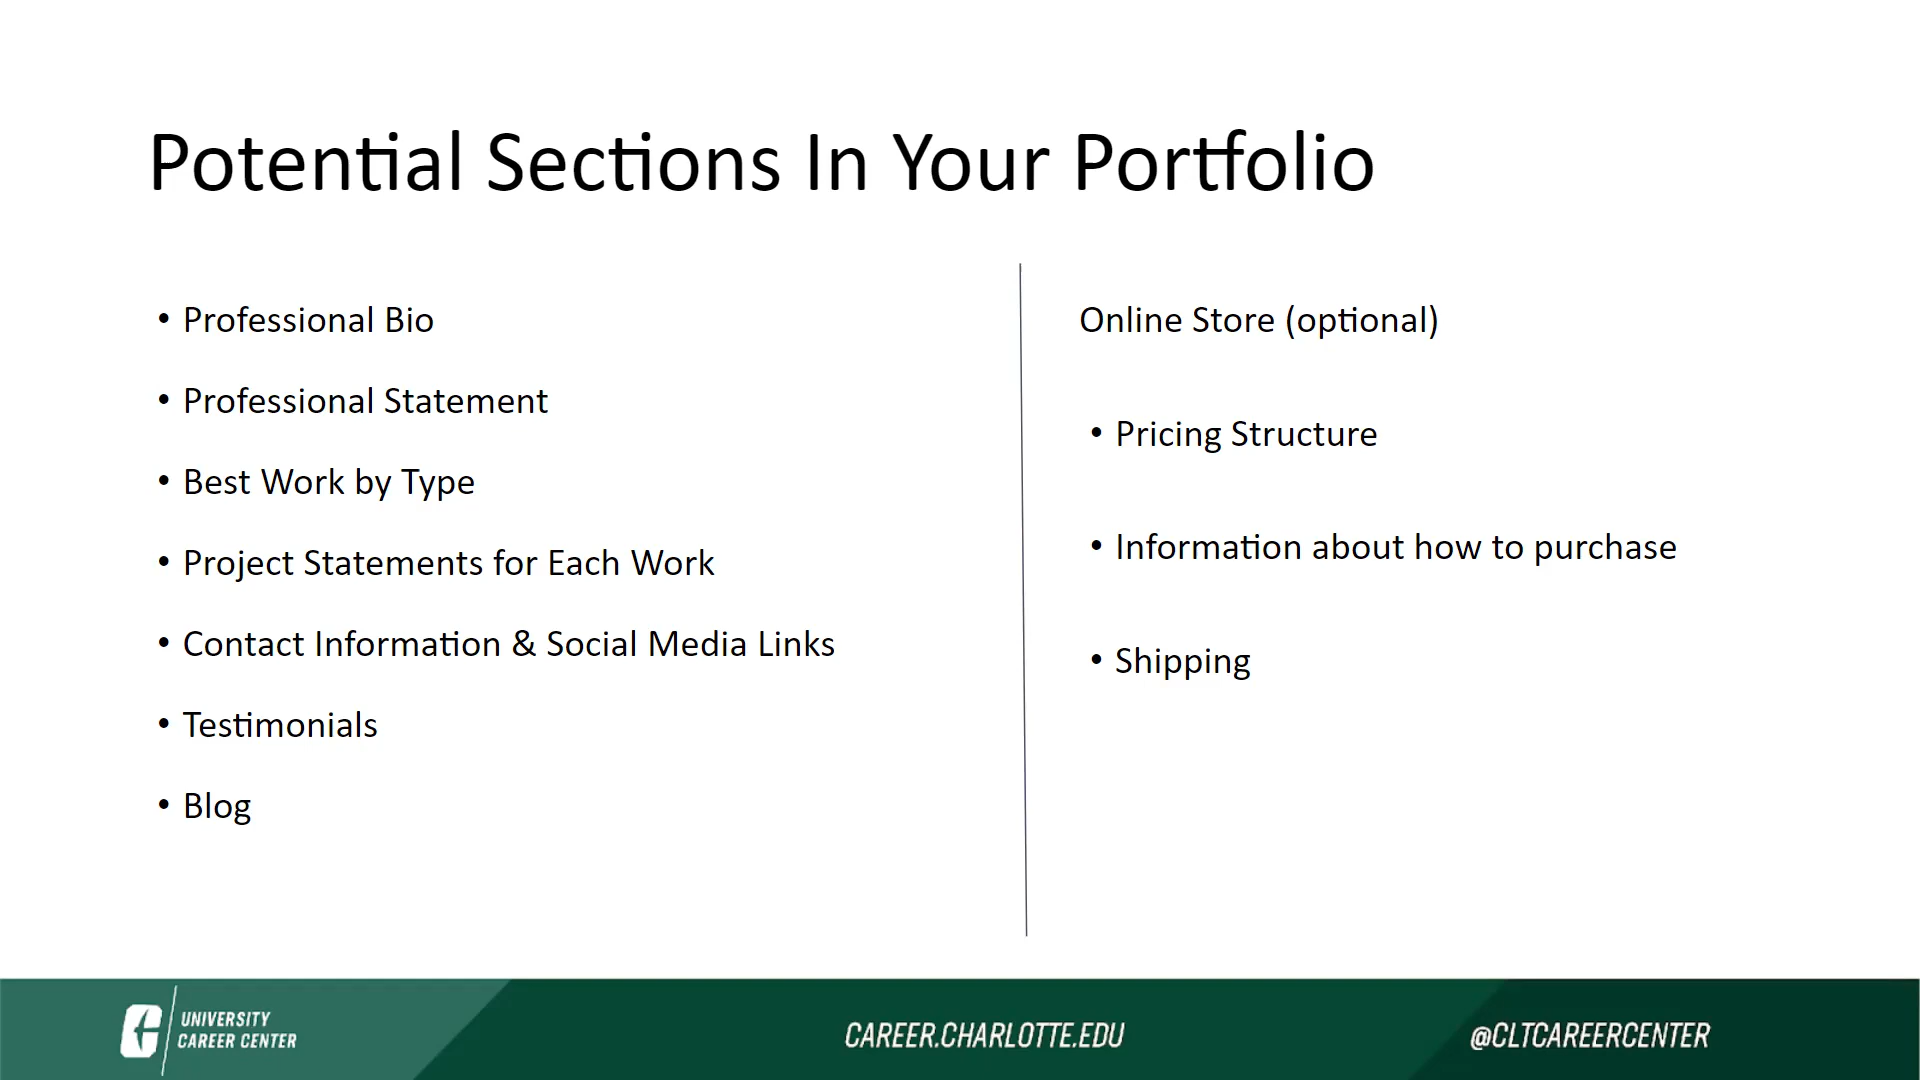 Potential Sections In Your Portfolio
• Professional Bio
• Professional Statement
• Best Work by Type
• Project Statements for Each Work
• Contact Information & Social Media Links
• Testimonials
• Blog
Online Store (optional)
• Pricing Structure
• Information about how to purchase
• Shipping
UNIVERSITY
CAREER CENTER
CAREER.CHARLOTTE.EDU
@CLTCAREERCENTER